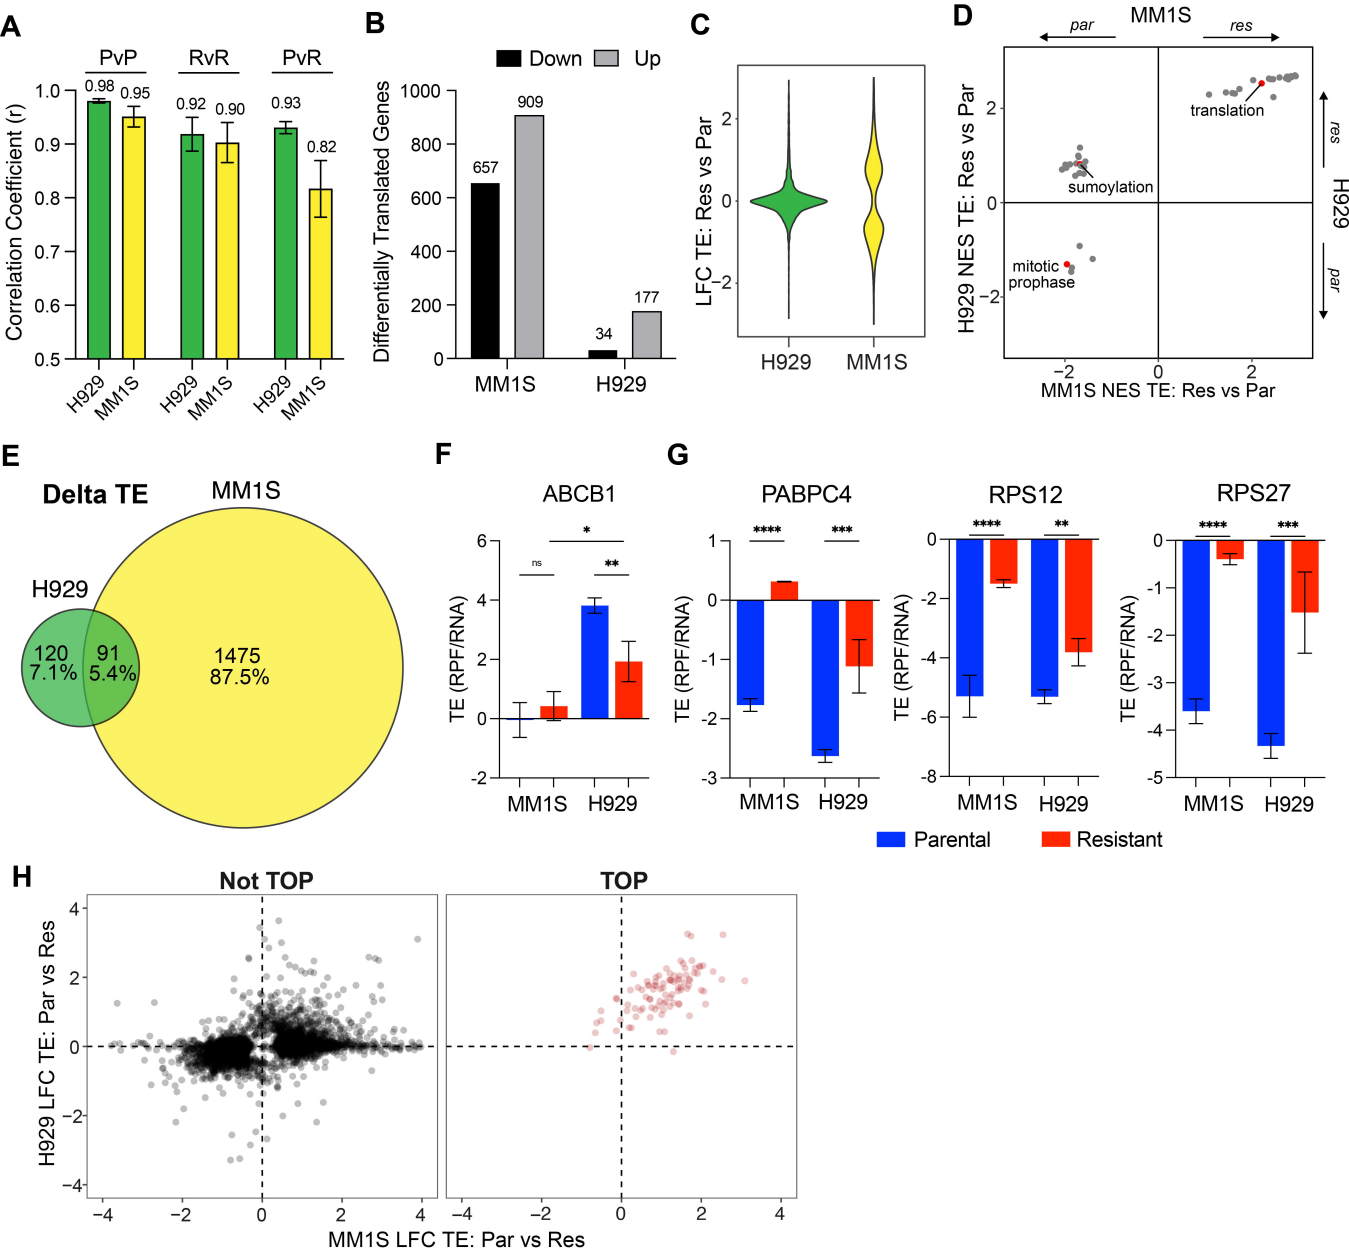 A
PvP
RvR
PvR
0.98
0.95
0.92
0.90
0.93
0.82
Correlation Coefficient (r)
1.0
0.9
0.8
0.7
0.6
0.5
H929
MM1S
H929
MM1S
H929
MM1S
B
Down
Up
Differentially Translated Genes
1000
800
600
400
200
0
657
909
34
177
MM1S
H929
C
LFC TE: Res vs Par
2
0
−2
H929
MM1S
D
MM1S
par
res
H929 NES TE: Res vs Par
2
0
−2
translation
sumoylation
mitotic
prophase
res
H929
par
−2
0
2
MM1S NES TE: Res vs Par
E
Delta TE
MM1S
H929
120
7.1%
91
5.4%
1475
87.5%
F
ABCB1
*
ns
**
TE (RPF/RNA)
6
4
2
0
-2
MM1S
H929
G
PABPC4
****
***
TE (RPF/RNA)
1
0
-1
-2
-3
MM1S
H929
RPS12
****
**
TE (RPF/RNA)
0
-2
-4
-6
-8
MM1S
H929
RPS27
****
***
TE (RPF/RNA)
0
-1
-2
-3
-4
-5
MM1S
H929
Parental
Resistant
H
Not TOP
TOP
H929 LFC TE: Par vs Res
4
2
0
−2
−4
−4
−2
0
2
4
−4
−2
0
2
4
MM1S LFC TE: Par vs Res